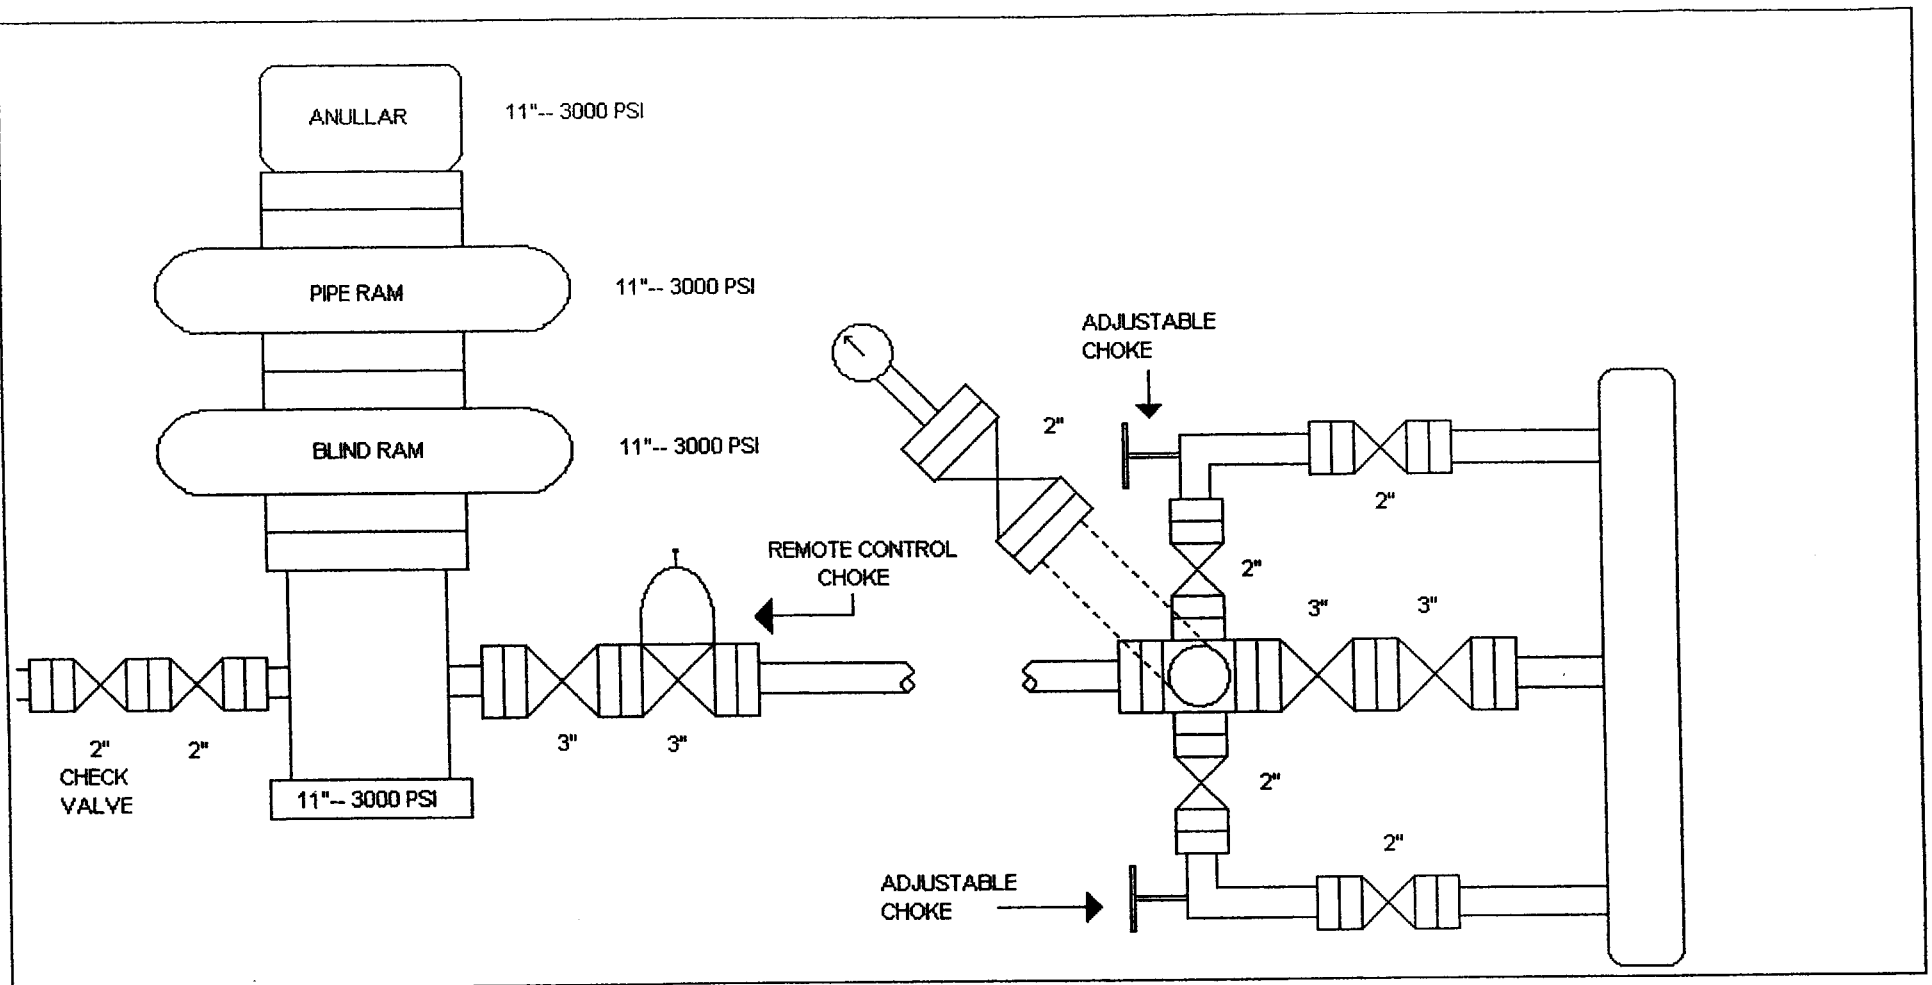 ANULLAR
11"-- 3000 PSI
PIPE RAM
11"-- 3000 PSI
BLIND RAM
11"-- 3000 PSI
REMOTE CONTROL
CHOKE
2"
CHECK
VALVE
2"
11"-- 3000 PSI
3"
3"
2"
ADJUSTABLE
CHOKE
2"
2"
3"
3"
2"
2"
ADJUSTABLE
CHOKE